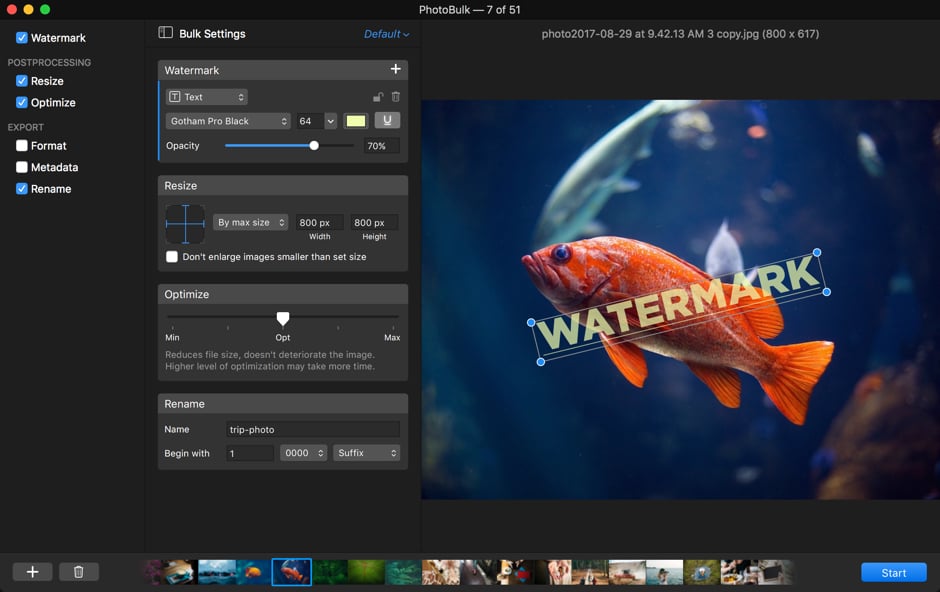 PhotoBulk — 7 of 51
Watermark
POSTPROCESSING
Resize
Optimize
EXPORT
Format
Metadata
Rename
Bulk Settings
Default
Watermark
T Text
Gotham Pro Black 64 U
Opacity 70%
Resize
By max size 800 px 800 px
Width Height
Don't enlarge images smaller than set size
Optimize
Min Opt Max
Reduces file size, doesn't deteriorate the image.
Higher level of optimization may take more time.
Rename
Name trip-photo
Begin with 1 0000 Suffix
photo2017-08-29 at 9.42.13 AM 3 copy.jpg (800 x 617)
WATERMARK
Start